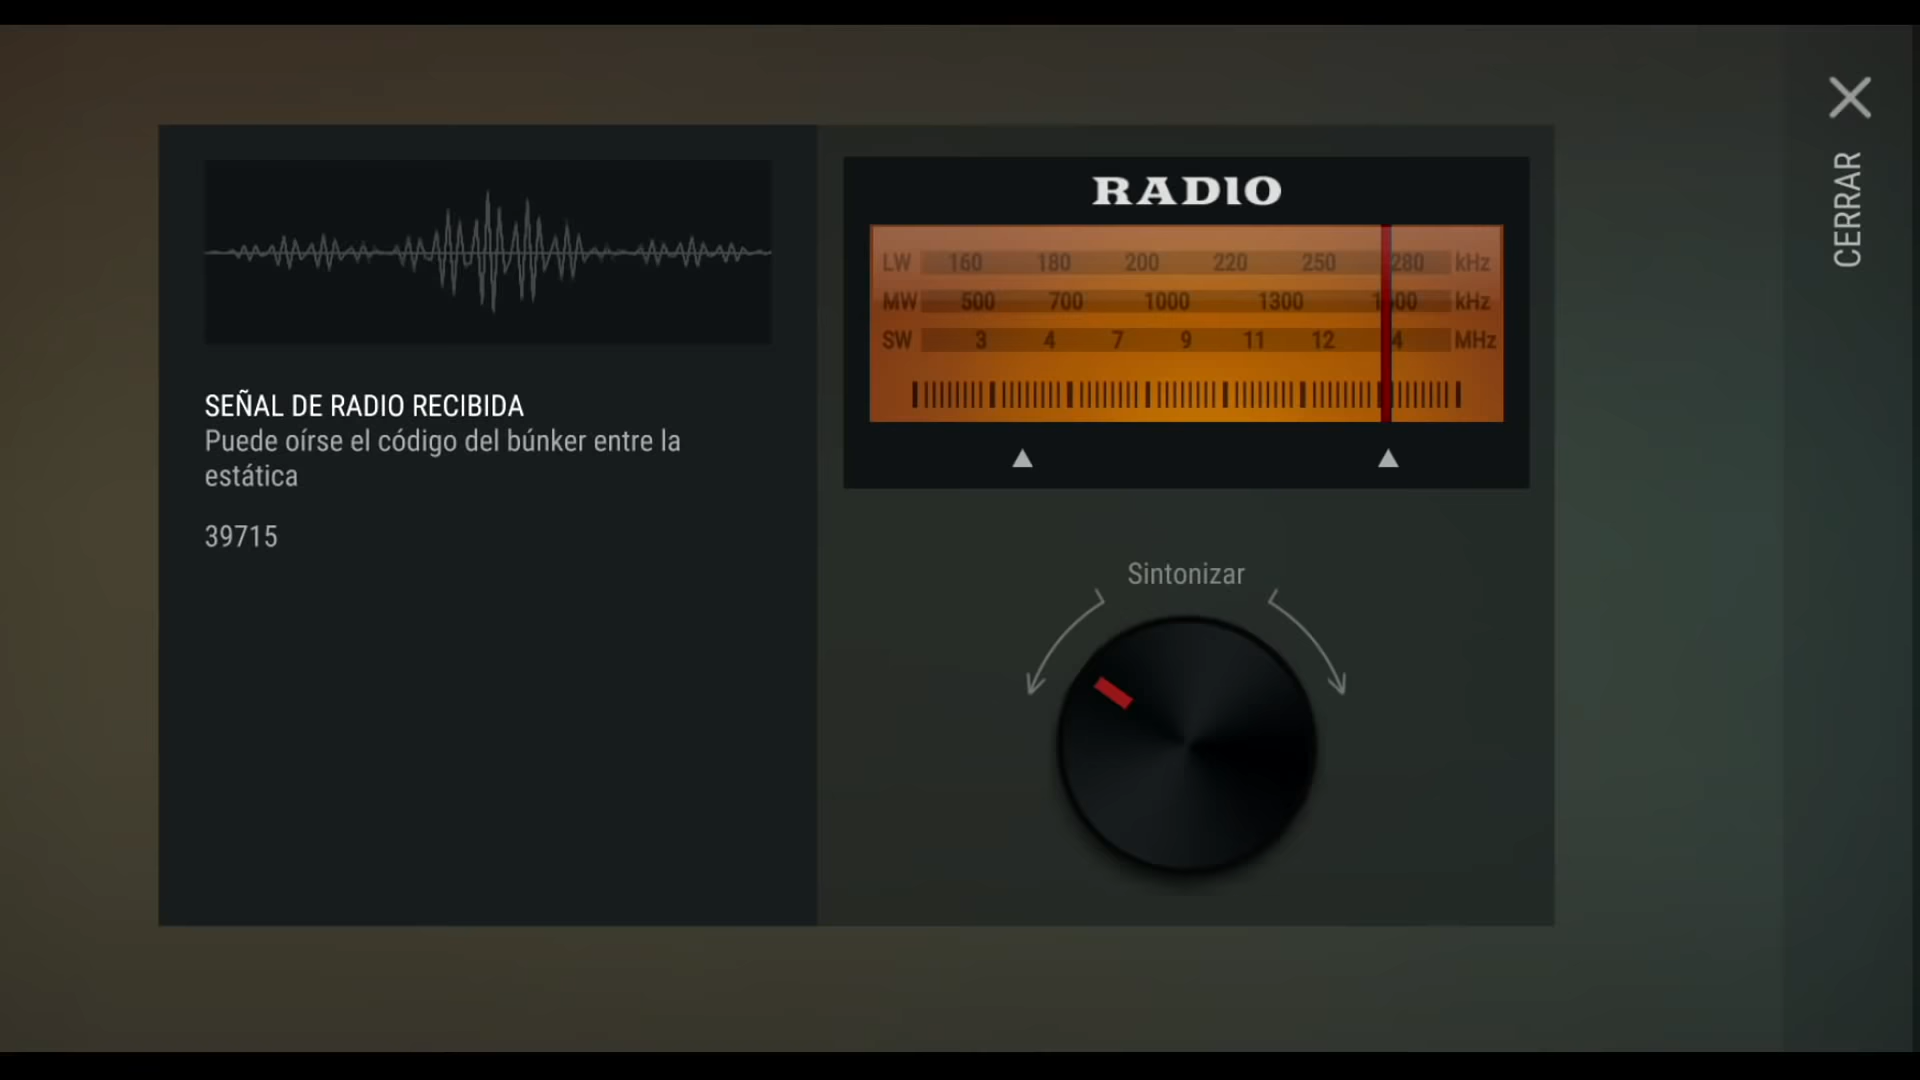 RADIO
LW 160 180 200 220 250 280 kHz
MW 500 700 1000 1300 kHz
SW 3 4 7 9 11 12 MHz
SEÑAL DE RADIO RECIBIDA
Puede oírse el código del búnker entre la
estática
39715
Sintonizar
CERRAR